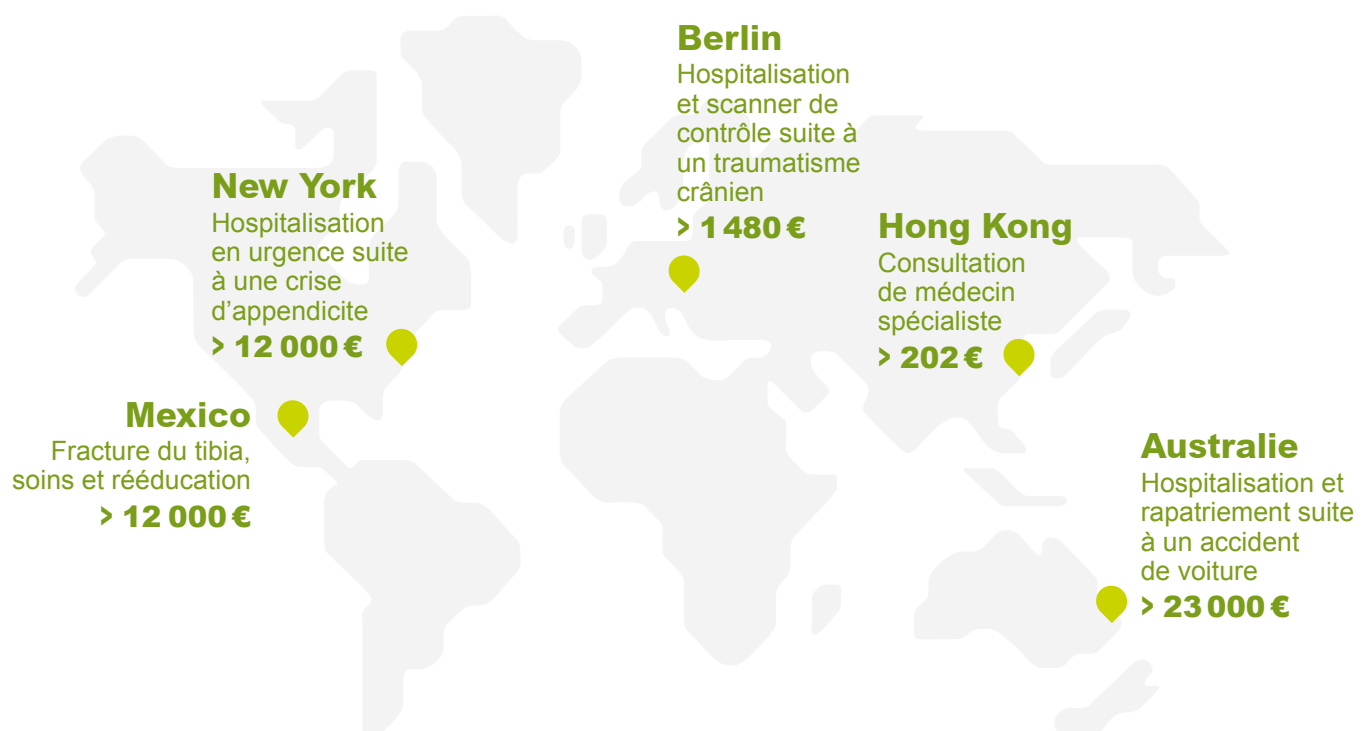 Berlin
Hospitalisation
et scanner de
contrôle suite à
un traumatisme
crânien
> 1 480 €
New York
Hospitalisation
en urgence suite
à une crise
d’appendicite
> 12 000 €
Hong Kong
Consultation
de médecin
spécialiste
> 202 €
Mexico
Fracture du tibia,
soins et rééducation
> 12 000 €
Australie
Hospitalisation et
rapatriement suite
à un accident
de voiture
> 23 000 €